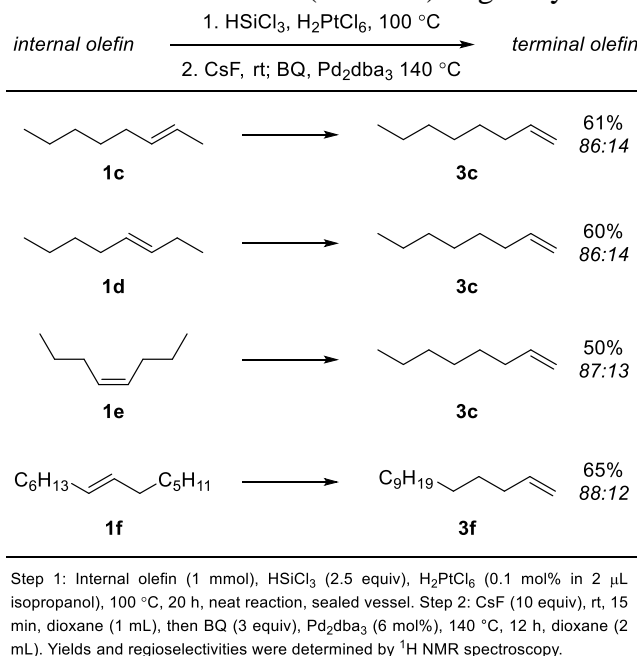 1. HSiCl₃, H₂PtCl₆, 100 °C
internal olefin
terminal olefin
2. CsF, rt; BQ, Pd₂dba₃ 140 °C
61%
86:14
1c
3c
60%
86:14
1d
3c
50%
87:13
1e
3c
C₆H₁₃
C₅H₁₁
C₉H₁₉
65%
88:12
1f
3f
Step 1: Internal olefin (1 mmol), HSiCl₃ (2.5 equiv), H₂PtCl₆ (0.1 mol% in 2 μL
isopropanol), 100 °C, 20 h, neat reaction, sealed vessel. Step 2: CsF (10 equiv), rt, 15
min, dioxane (1 mL), then BQ (3 equiv), Pd₂dba₃ (6 mol%), 140 °C, 12 h, dioxane (2
mL). Yields and regioselectivities were determined by ¹H NMR spectroscopy.